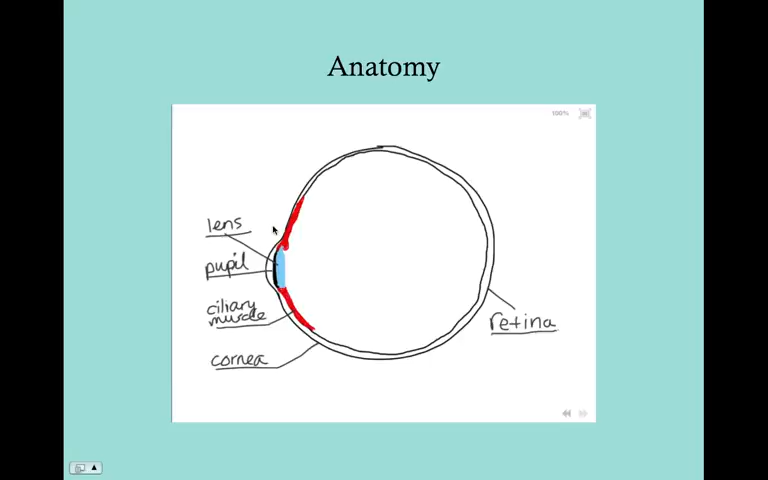 Anatomy
100%
lens
pupil
ciliary
muscle
cornea
retina